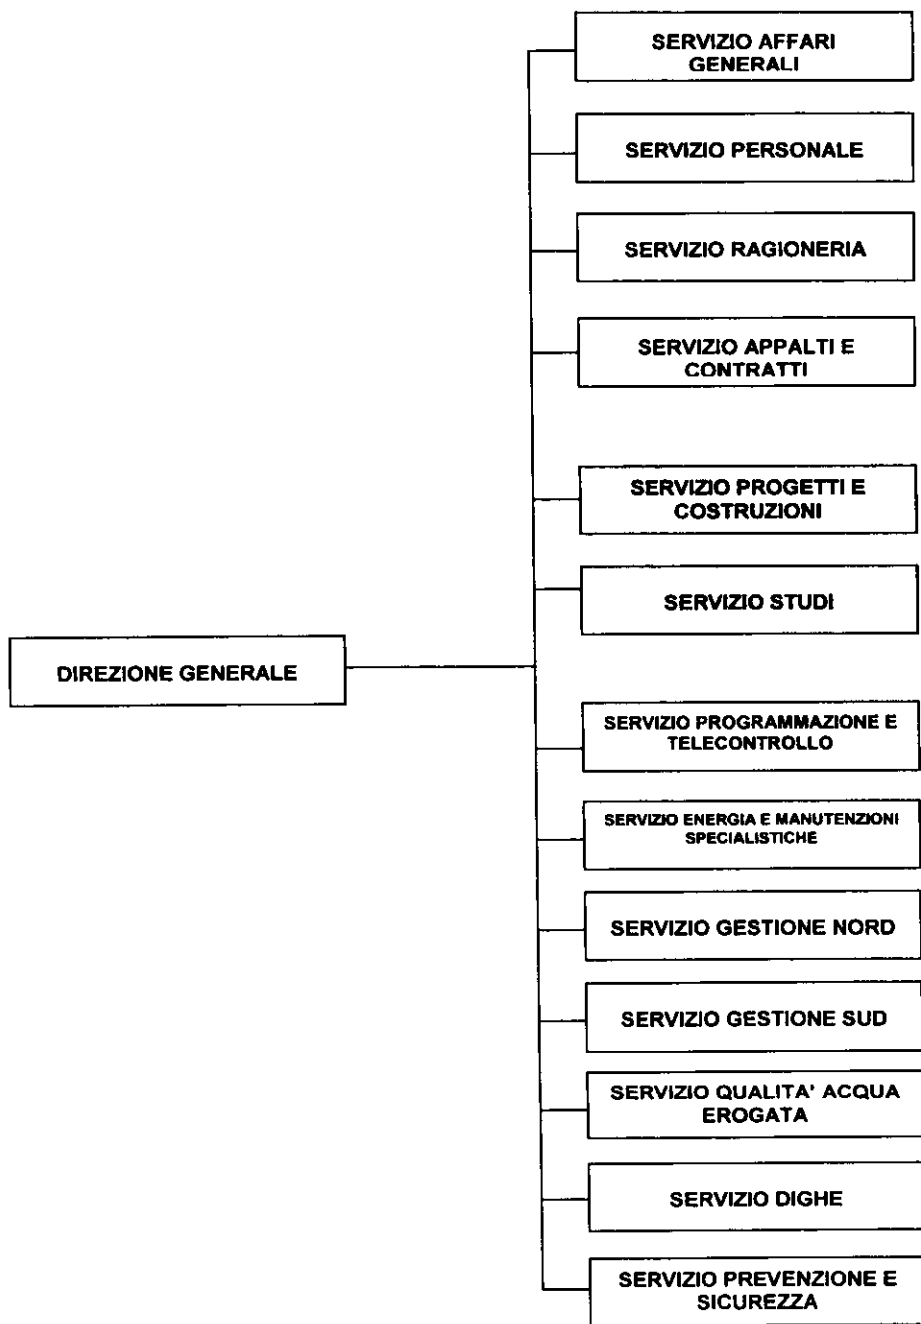 SERVIZIO AFFARI
GENERALI
SERVIZIO PERSONALE
SERVIZIO RAGIONERIA
SERVIZIO APPALTI E
CONTRATTI
SERVIZIO PROGETTI E
COSTRUZIONI
SERVIZIO STUDI
DIREZIONE GENERALE
SERVIZIO PROGRAMMAZIONE E
TELECONTROLLO
SERVIZIO ENERGIA E MANUTENZIONI
SPECIALISTICHE
SERVIZIO GESTIONE NORD
SERVIZIO GESTIONE SUD
SERVIZIO QUALITA' ACQUA
EROGATA
SERVIZIO DIGHE
SERVIZIO PREVENZIONE E
SICUREZZA